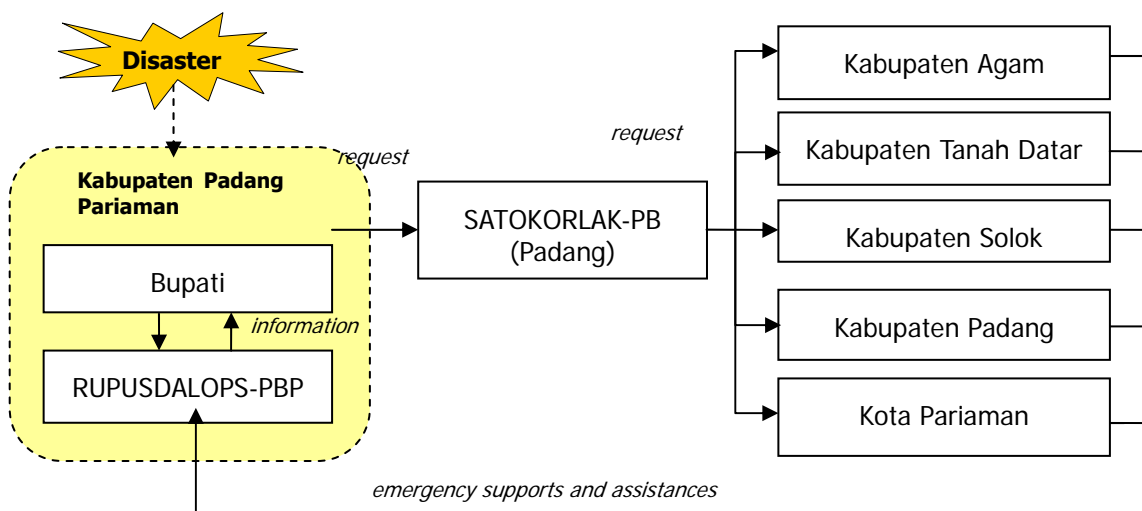 Disaster
Kabupaten Padang
Pariaman
Bupati
information
RUPUSDALOPS-PBP
request
SATOKORLAK-PB
(Padang)
request
Kabupaten Agam
Kabupaten Tanah Datar
Kabupaten Solok
Kabupaten Padang
Kota Pariaman
emergency supports and assistances